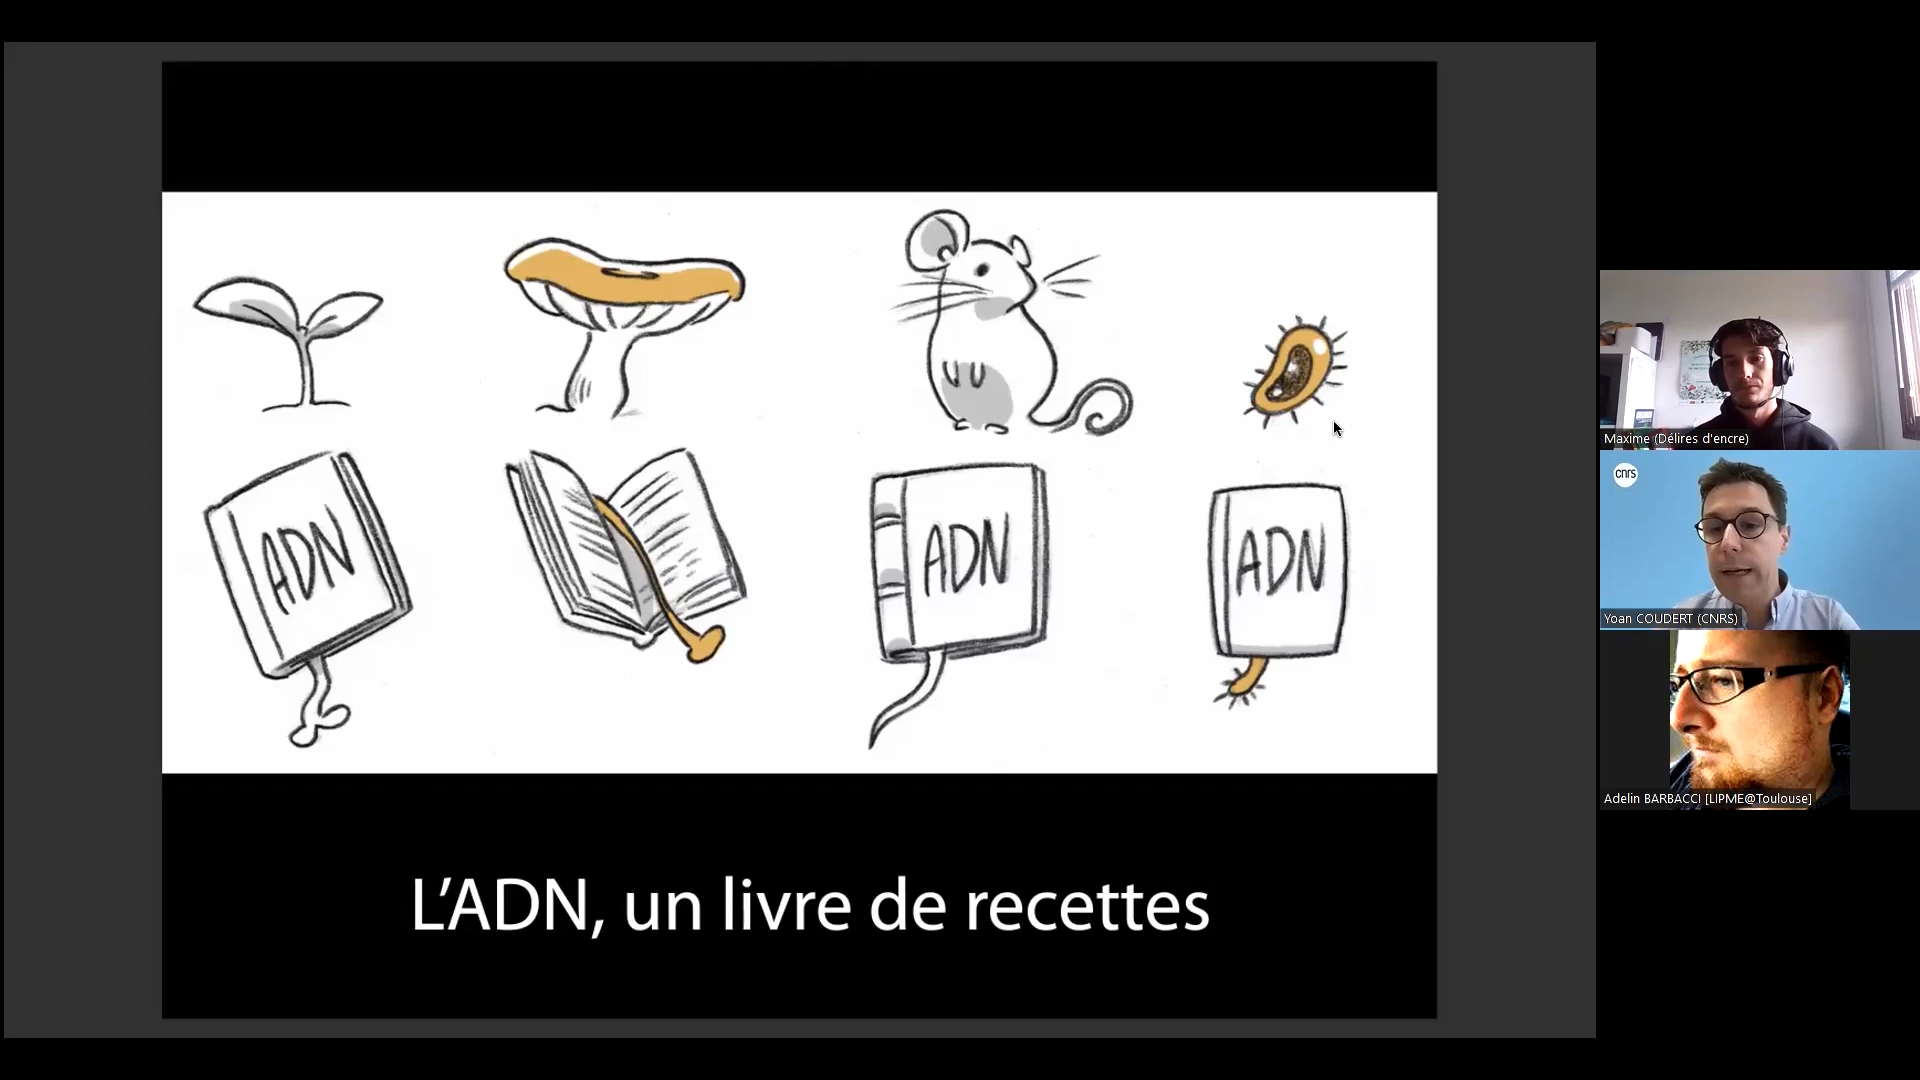 ADN
ADN
ADN
L’ADN, un livre de recettes
Maxime (Délires d'encre)
cnrs
Yoan COUDERT (CNRS)
Adelin BARBACCI [LIPME@Toulouse]